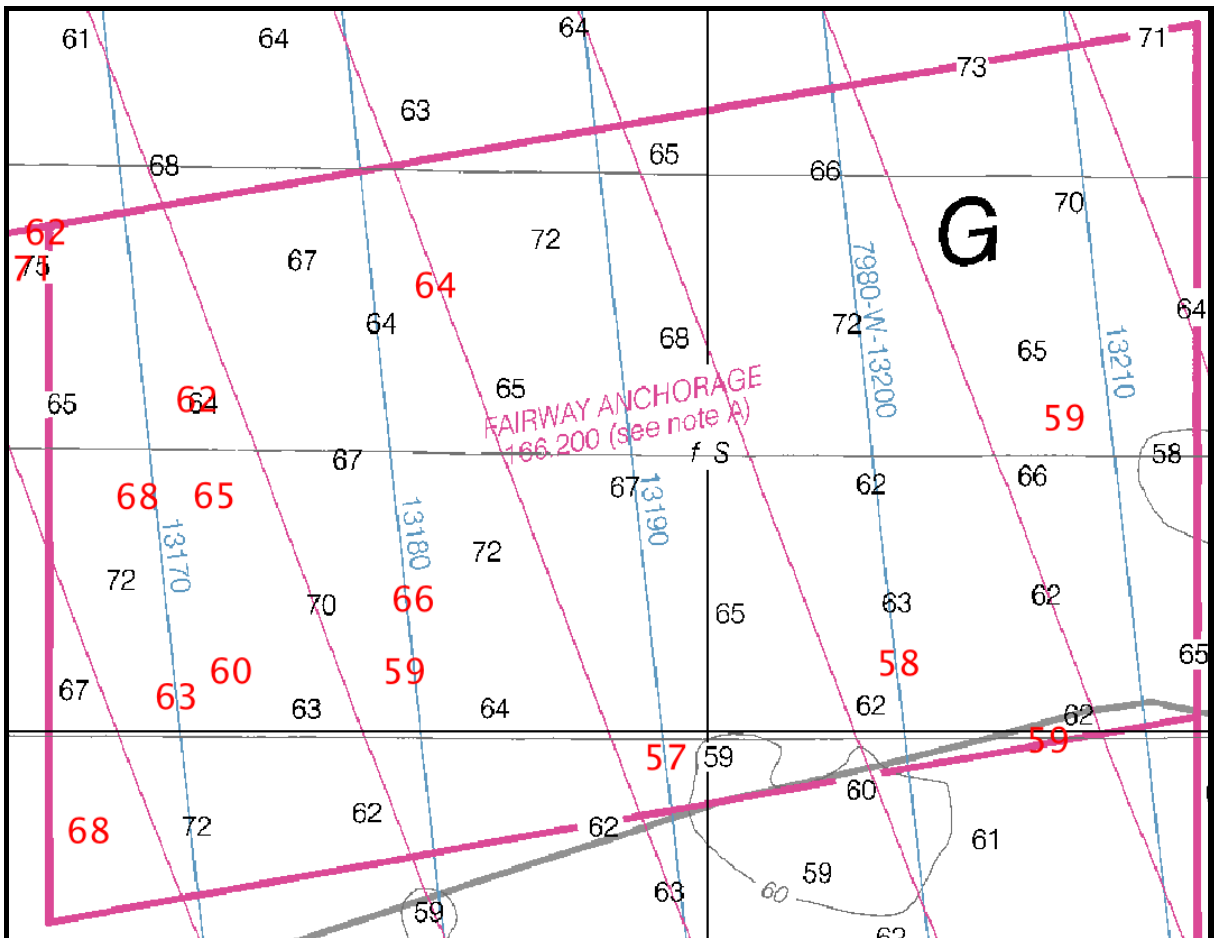 61 64 64 71
63 73
68 65 66
70
62 75 71 67 72 G
64 64 72 64
68 65
65 62 64 65 FAIRWAY ANCHORAGE 7980-W-13200 13210 59
166.200 (see note A)
67 f S 58
68 65 67 62 66
13170 13180 13190
72 72
70 66 65 63 62
60 59 58 65
67 63 63 64 62 62
57 59 59
60
68 72 62 62 61
59
60
59 63